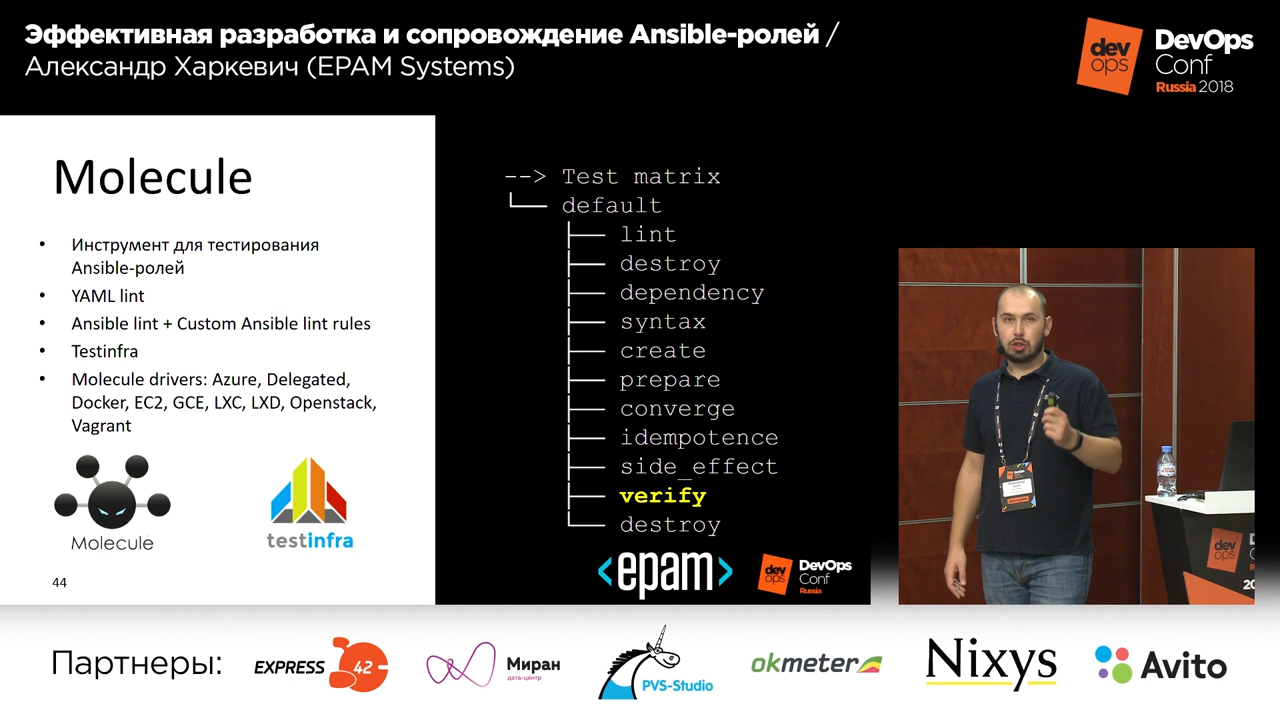 Эффективная разработка и сопровождение Ansible-ролей /
Александр Харкевич (EPAM Systems)
dev
ops
DevOps
Conf
Russia 2018
Molecule
• Инструмент для тестирования
Ansible-ролей
• YAML lint
• Ansible lint + Custom Ansible lint rules
• Testinfra
• Molecule drivers: Azure, Delegated,
Docker, EC2, GCE, LXC, LXD, Openstack,
Vagrant
Molecule
testinfra
44
--> Test matrix
└── default
├── lint
├── destroy
├── dependency
├── syntax
├── create
├── prepare
├── converge
├── idempotence
├── side_effect
├── verify
└── destroy
<epam>
dev
ops
DevOps
Conf
Russia
Партнеры:
EXPRESS 42
Миран
дата-центр
PVS-Studio
okmeter
Nixys
Avito